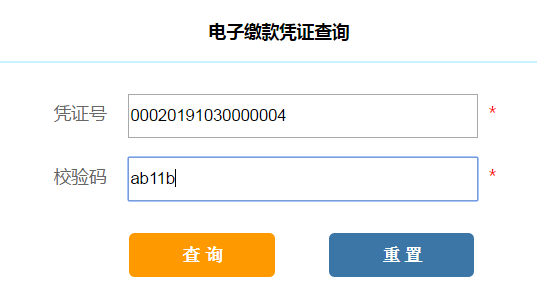 电子缴款凭证查询
凭证号 00020191030000004 *
校验码 ab11b *
查询 重置